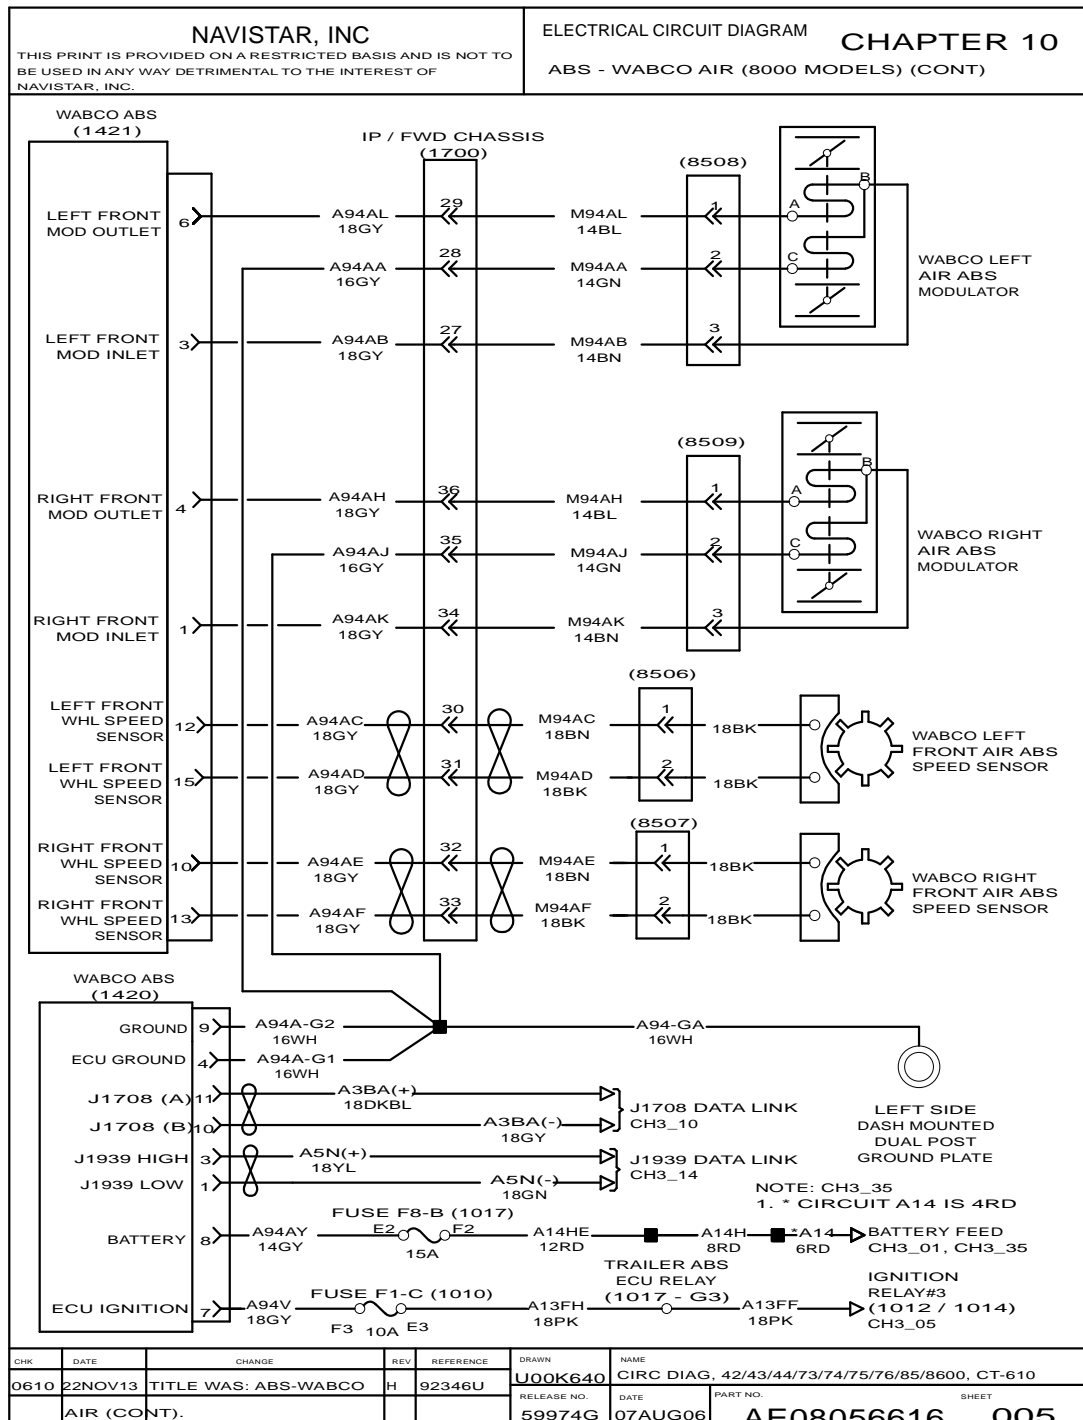 NAVISTAR, INC
THIS PRINT IS PROVIDED ON A RESTRICTED BASIS AND IS NOT TO
BE USED IN ANY WAY DETRIMENTAL TO THE INTEREST OF
NAVISTAR, INC.
ELECTRICAL CIRCUIT DIAGRAM
CHAPTER 10
ABS - WABCO AIR (8000 MODELS) (CONT)
WABCO ABS
(1421)
IP / FWD CHASSIS
(1700)
(8508)
LEFT FRONT
MOD OUTLET
6
A94AL
18GY
29
M94AL
14BL
1
A
B
A94AA
16GY
28
M94AA
14GN
2
C
WABCO LEFT
AIR ABS
MODULATOR
LEFT FRONT
MOD INLET
3
A94AB
18GY
27
M94AB
14BN
3
(8509)
RIGHT FRONT
MOD OUTLET
4
A94AH
18GY
36
M94AH
14BL
1
A
B
A94AJ
16GY
35
M94AJ
14GN
2
C
WABCO RIGHT
AIR ABS
MODULATOR
RIGHT FRONT
MOD INLET
1
A94AK
18GY
34
M94AK
14BN
3
(8506)
LEFT FRONT
WHL SPEED
SENSOR
12
A94AC
18GY
30
M94AC
18BN
1
18BK
WABCO LEFT
FRONT AIR ABS
SPEED SENSOR
LEFT FRONT
WHL SPEED
SENSOR
15
A94AD
18GY
31
M94AD
18BK
2
18BK
(8507)
RIGHT FRONT
WHL SPEED
SENSOR
10
A94AE
18GY
32
M94AE
18BN
1
18BK
WABCO RIGHT
FRONT AIR ABS
SPEED SENSOR
RIGHT FRONT
WHL SPEED
SENSOR
13
A94AF
18GY
33
M94AF
18BK
2
18BK
WABCO ABS
(1420)
GROUND
9
A94A-G2
16WH
A94-GA
16WH
ECU GROUND
4
A94A-G1
16WH
J1708 (A)
11
A3BA(+)
18DKBL
J1708 (B)
10
A3BA(-)
18GY
J1708 DATA LINK
CH3_10
LEFT SIDE
DASH MOUNTED
DUAL POST
GROUND PLATE
J1939 HIGH
3
A5N(+)
18YL
J1939 LOW
1
A5N(-)
18GN
J1939 DATA LINK
CH3_14
NOTE: CH3_35
1. * CIRCUIT A14 IS 4RD
BATTERY
8
A94AY
14GY
FUSE F8-B (1017)
E2
F2
15A
A14HE
12RD
A14H
8RD
*A14
6RD
BATTERY FEED
CH3_01, CH3_35
ECU IGNITION
7
A94V
18GY
FUSE F1-C (1010)
F3
10A
E3
A13FH
18PK
TRAILER ABS
ECU RELAY
(1017 - G3)
A13FF
18PK
IGNITION
RELAY#3
(1012 / 1014)
CH3_05
CHK
DATE
CHANGE
REV
REFERENCE
DRAWN
NAME
0610
22NOV13
TITLE WAS: ABS-WABCO
H
92346U
U00K640
CIRC DIAG, 42/43/44/73/74/75/76/85/8600, CT-610
AIR (CONT).
RELEASE NO.
DATE
PART NO.
SHEET
59974G
07AUG06
AE08056616
005